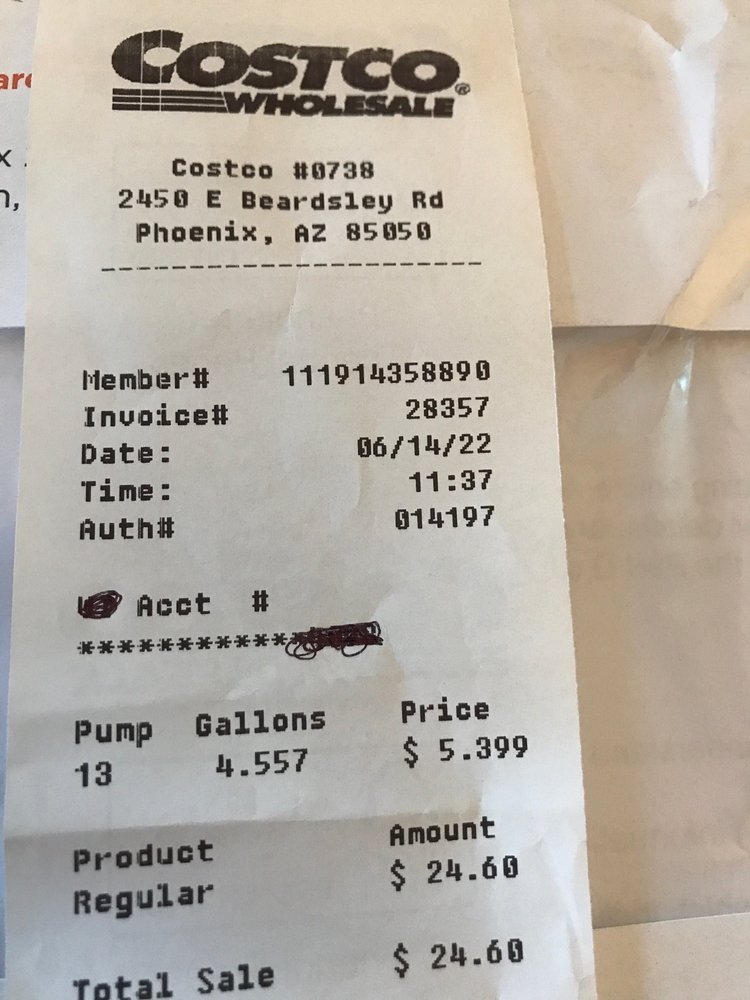 COSTCO
WHOLESALE
Costco #0738
2450 E Beardsley Rd
Phoenix, AZ 85050
Member# 111914358890
Invoice# 28357
Date: 06/14/22
Time: 11:37
Auth# 014197
Acct #
Pump Gallons Price
13 4.557 $ 5.399
Product Amount
Regular $ 24.60
Total Sale $ 24.60